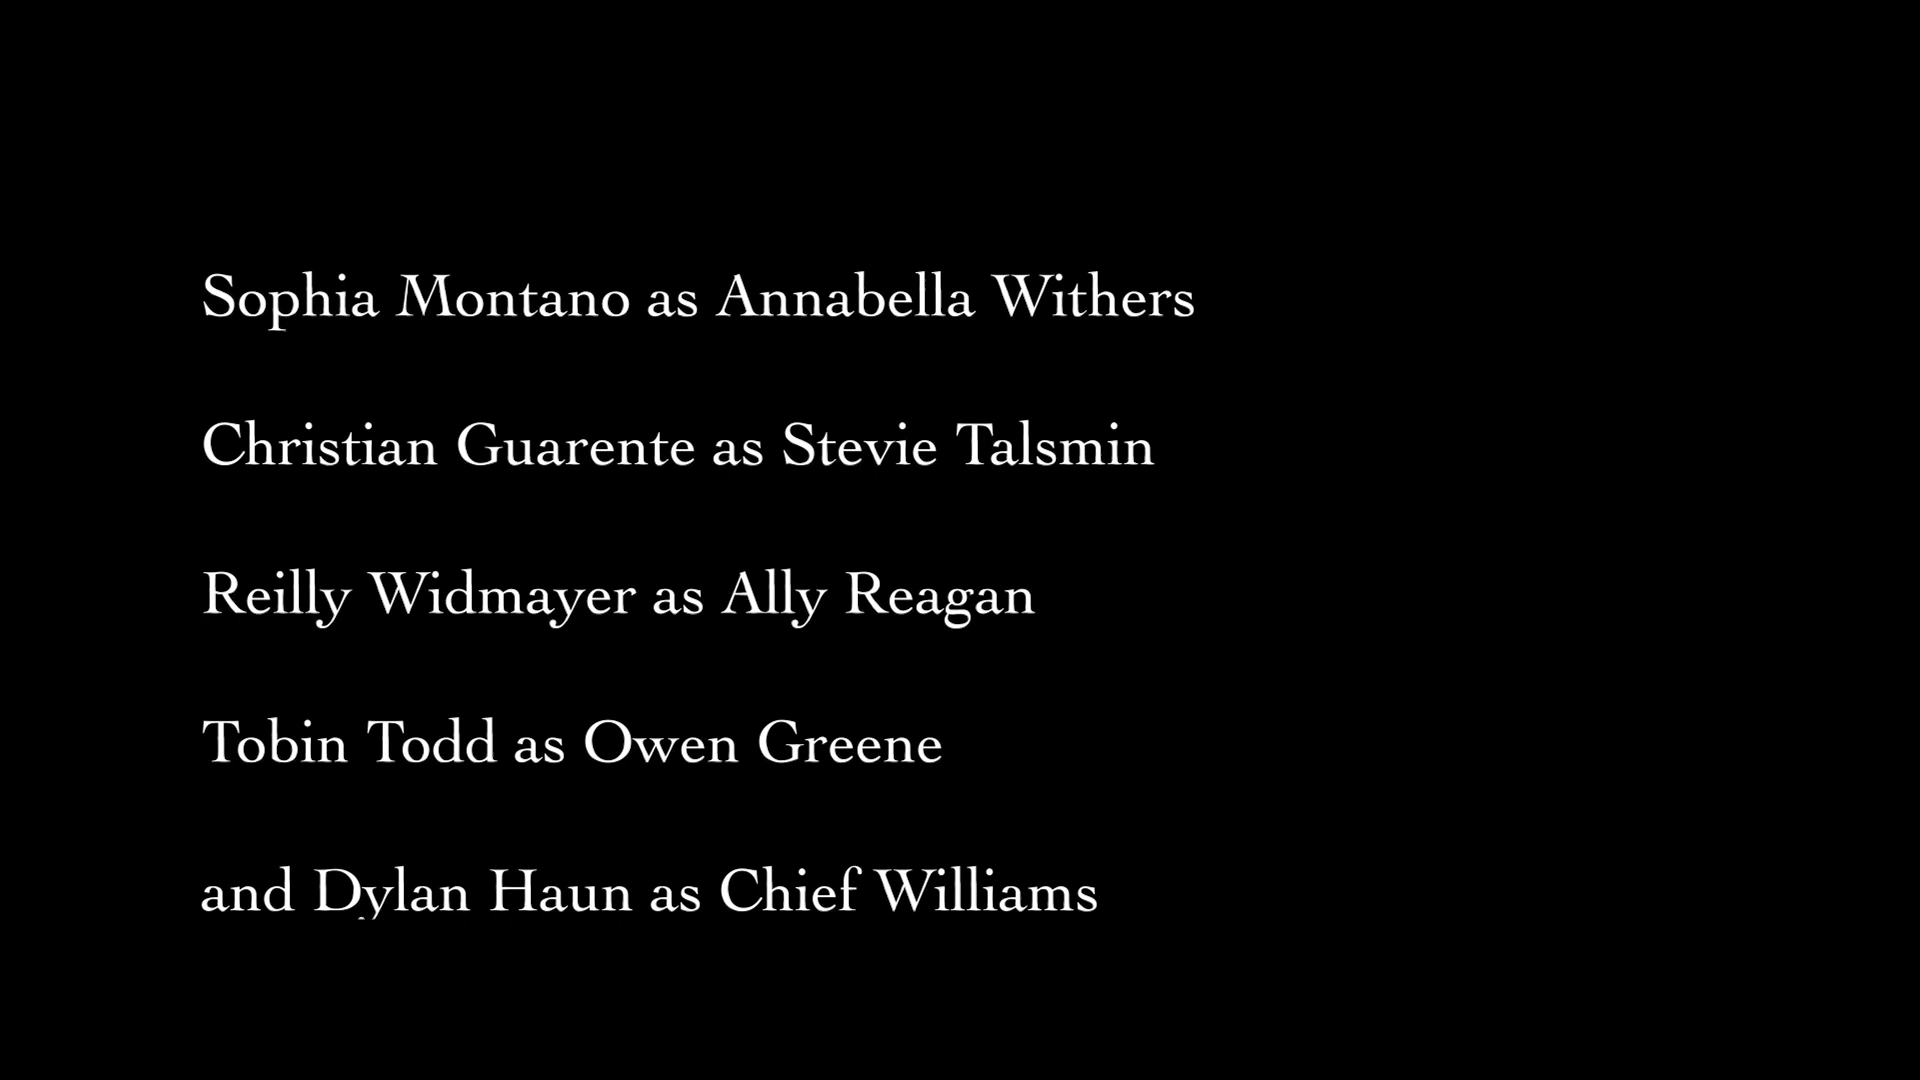 Sophia Montano as Annabella Withers
Christian Guarente as Stevie Talsmin
Reilly Widmayer as Ally Reagan
Tobin Todd as Owen Greene
and Dylan Haun as Chief Williams